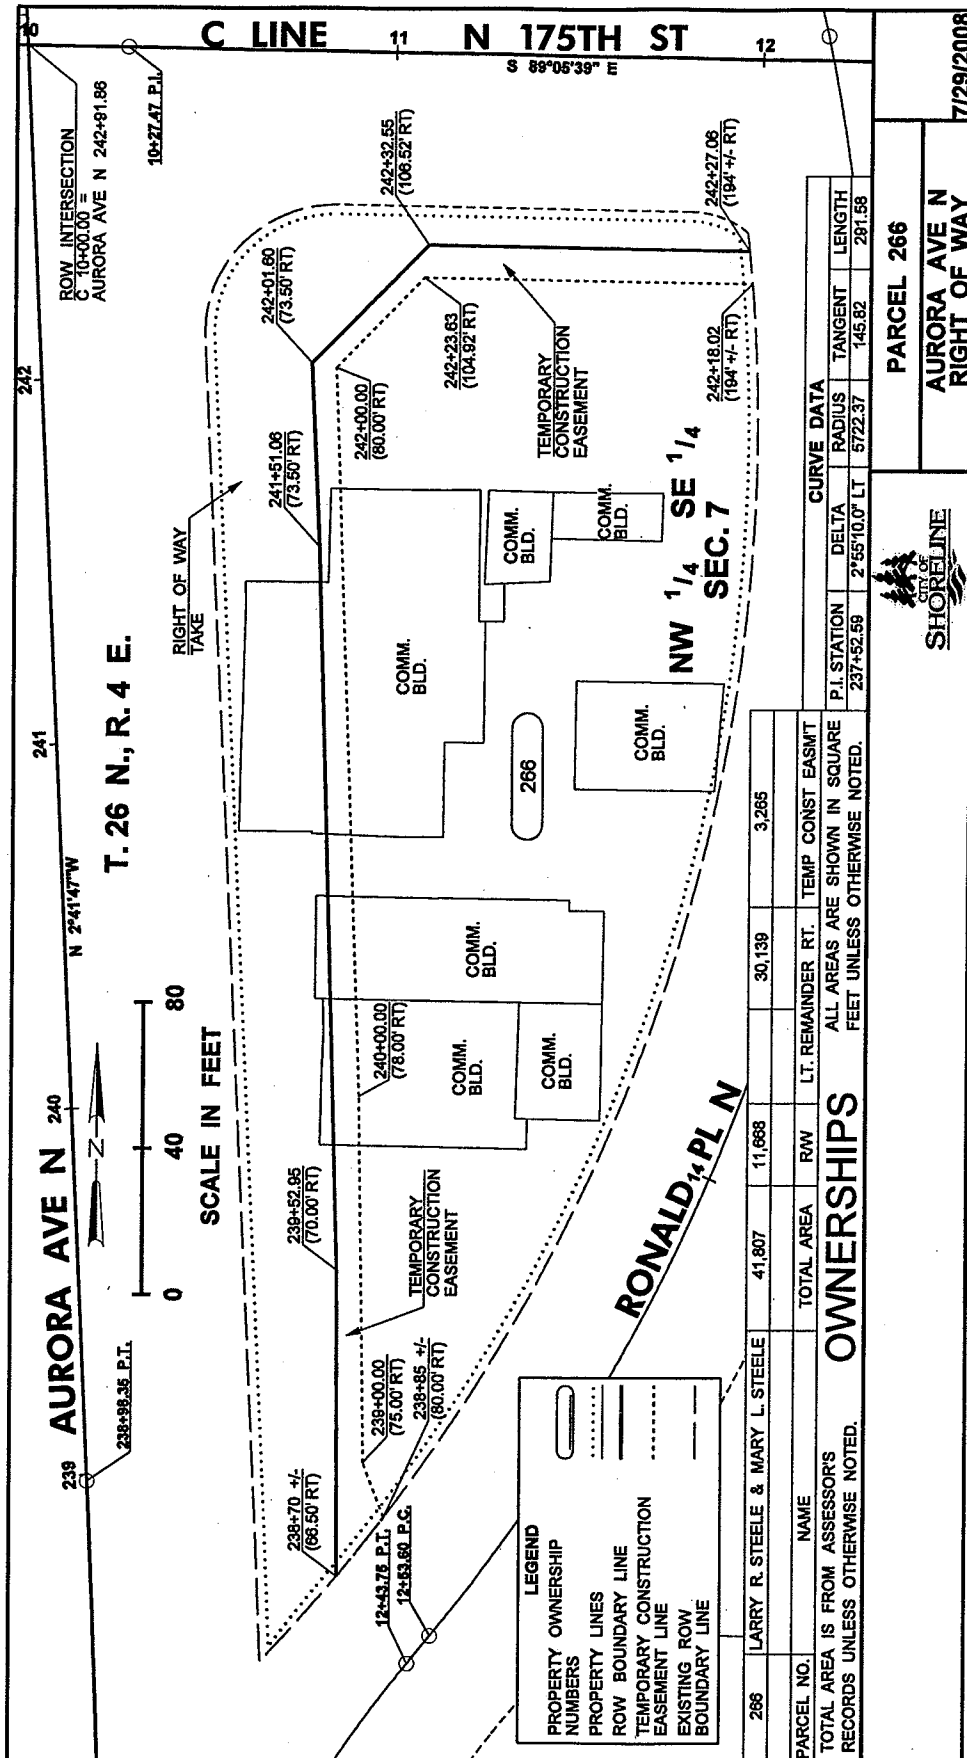 C LINE N 175TH ST
10
11
12
S 89°05'39" E
10+27.47 P.I.
ROW INTERSECTION
C 10+00.00 =
AURORA AVE N 242+91.86
AURORA AVE N
239
240
241
242
N 2°41'47"W
238+98.35 P.T.
T. 26 N., R. 4 E.
N
0 40 80
SCALE IN FEET
RIGHT OF WAY
TAKE
238+70 +/-
(66.50' RT)
239+52.95
(70.00' RT)
241+51.06
(73.50' RT)
242+01.60
(73.50' RT)
242+32.55
(106.52' RT)
242+27.06
(194' +/- RT)
239+00.00
(75.00' RT)
238+85 +/-
(80.00' RT)
240+00.00
(78.00' RT)
242+00.00
(80.00' RT)
242+23.63
(104.92' RT)
242+18.02
(194' +/- RT)
TEMPORARY
CONSTRUCTION
EASEMENT
TEMPORARY
CONSTRUCTION
EASEMENT
COMM.
BLD.
COMM.
BLD.
COMM.
BLD.
COMM.
BLD.
COMM.
BLD.
COMM.
BLD.
COMM.
BLD.
266
NW 1/4 SE 1/4
SEC. 7
12+43.75 P.T.
12+53.60 P.C.
RONALD PL N
14
LEGEND
PROPERTY OWNERSHIP
NUMBERS
PROPERTY LINES
ROW BOUNDARY LINE
TEMPORARY CONSTRUCTION
EASEMENT LINE
EXISTING ROW
BOUNDARY LINE
266 LARRY R. STEELE & MARY L. STEELE 41,807 11,668 30,139 3,265
PARCEL NO. NAME TOTAL AREA R/W LT. REMAINDER RT. TEMP CONST EASM'T
TOTAL AREA IS FROM ASSESSOR'S
RECORDS UNLESS OTHERWISE NOTED.
OWNERSHIPS
ALL AREAS ARE SHOWN IN SQUARE
FEET UNLESS OTHERWISE NOTED.
CURVE DATA
P.I. STATION DELTA RADIUS TANGENT LENGTH
237+52.59 2°55'10.0" LT 5722.37 145.82 291.58
CITY OF
SHORELINE
PARCEL 266
AURORA AVE N
RIGHT OF WAY
7/29/2008